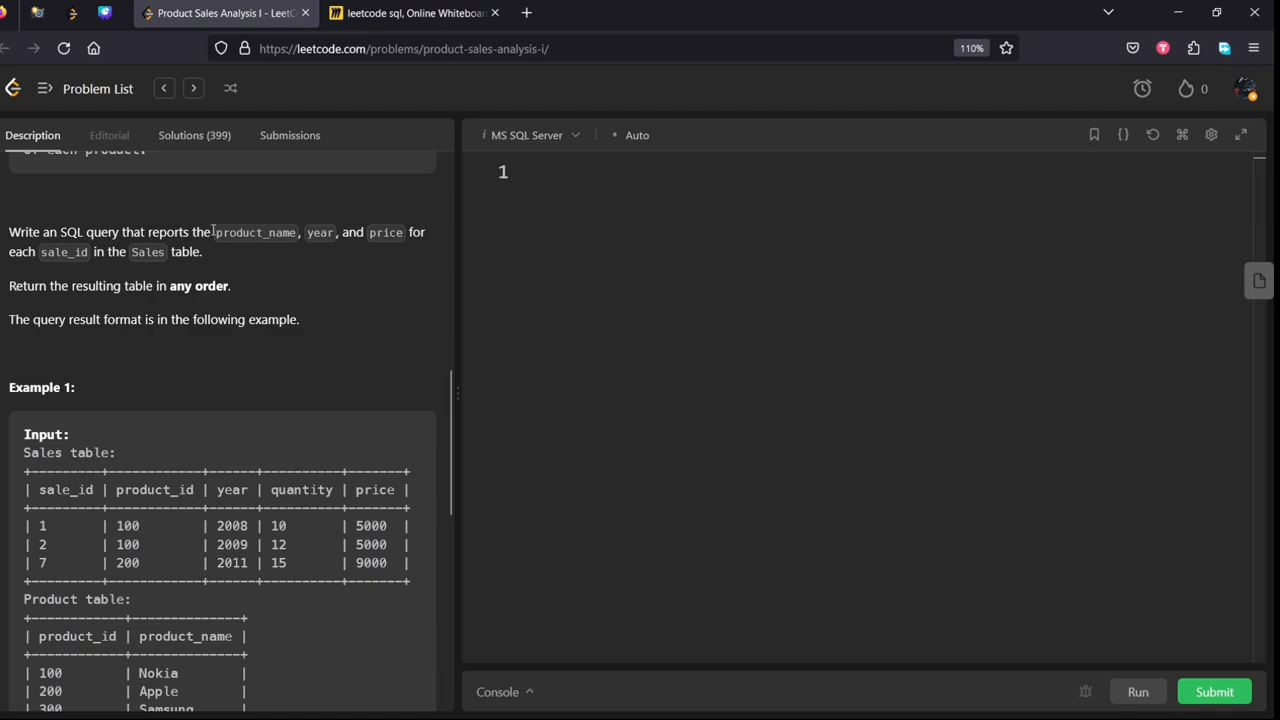 Product Sales Analysis I - LeetC
leetcode sql, Online Whiteboar
https://leetcode.com/problems/product-sales-analysis-i/
110%
Problem List
0
Description
Editorial
Solutions (399)
Submissions
MS SQL Server
Auto
of each product.
1
Write an SQL query that reports the product_name, year, and price for
each sale_id in the Sales table.
Return the resulting table in any order.
The query result format is in the following example.
Example 1:
Input:
Sales table:
+---------+------------+------+----------+-------+
| sale_id | product_id | year | quantity | price |
+---------+------------+------+----------+-------+
| 1 | 100 | 2008 | 10 | 5000 |
| 2 | 100 | 2009 | 12 | 5000 |
| 7 | 200 | 2011 | 15 | 9000 |
+---------+------------+------+----------+-------+
Product table:
+------------+--------------+
| product_id | product_name |
+------------+--------------+
| 100 | Nokia |
| 200 | Apple |
| 300 | Samsung |
Console
Run
Submit